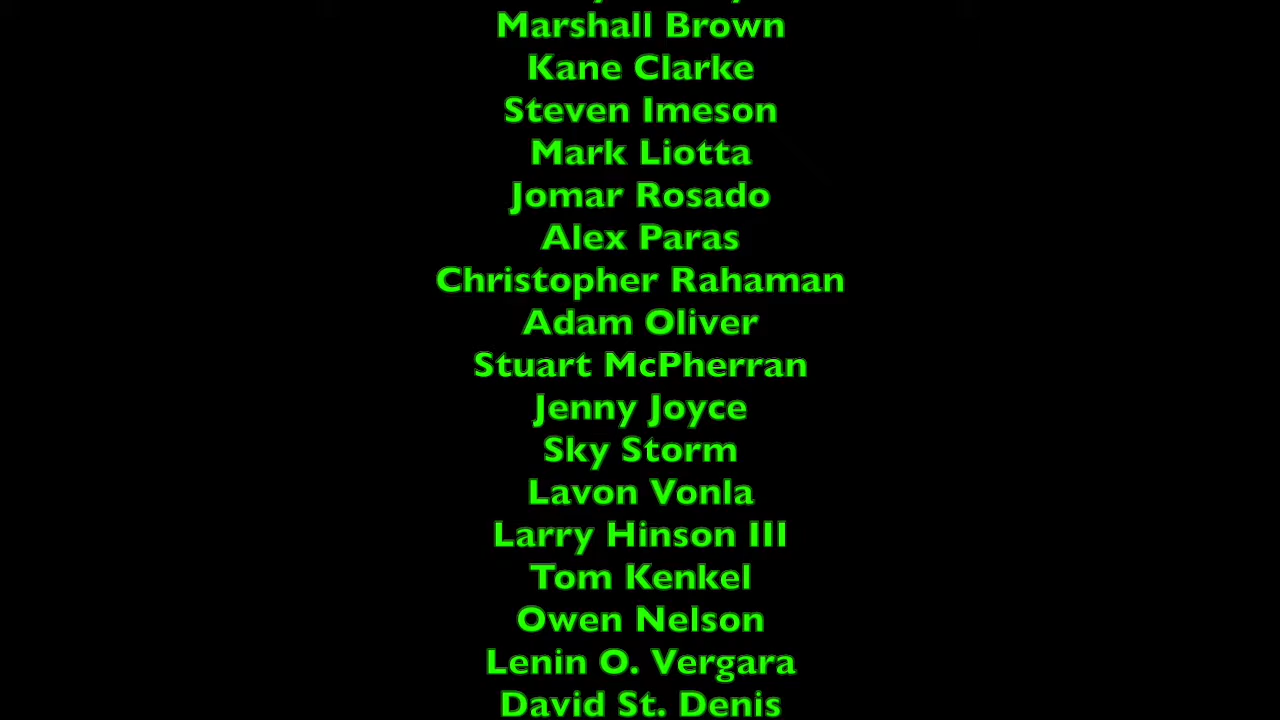 Marshall Brown
Kane Clarke
Steven Imeson
Mark Liotta
Jomar Rosado
Alex Paras
Christopher Rahaman
Adam Oliver
Stuart McPherran
Jenny Joyce
Sky Storm
Lavon Vonla
Larry Hinson III
Tom Kenkel
Owen Nelson
Lenin O. Vergara
David St. Denis